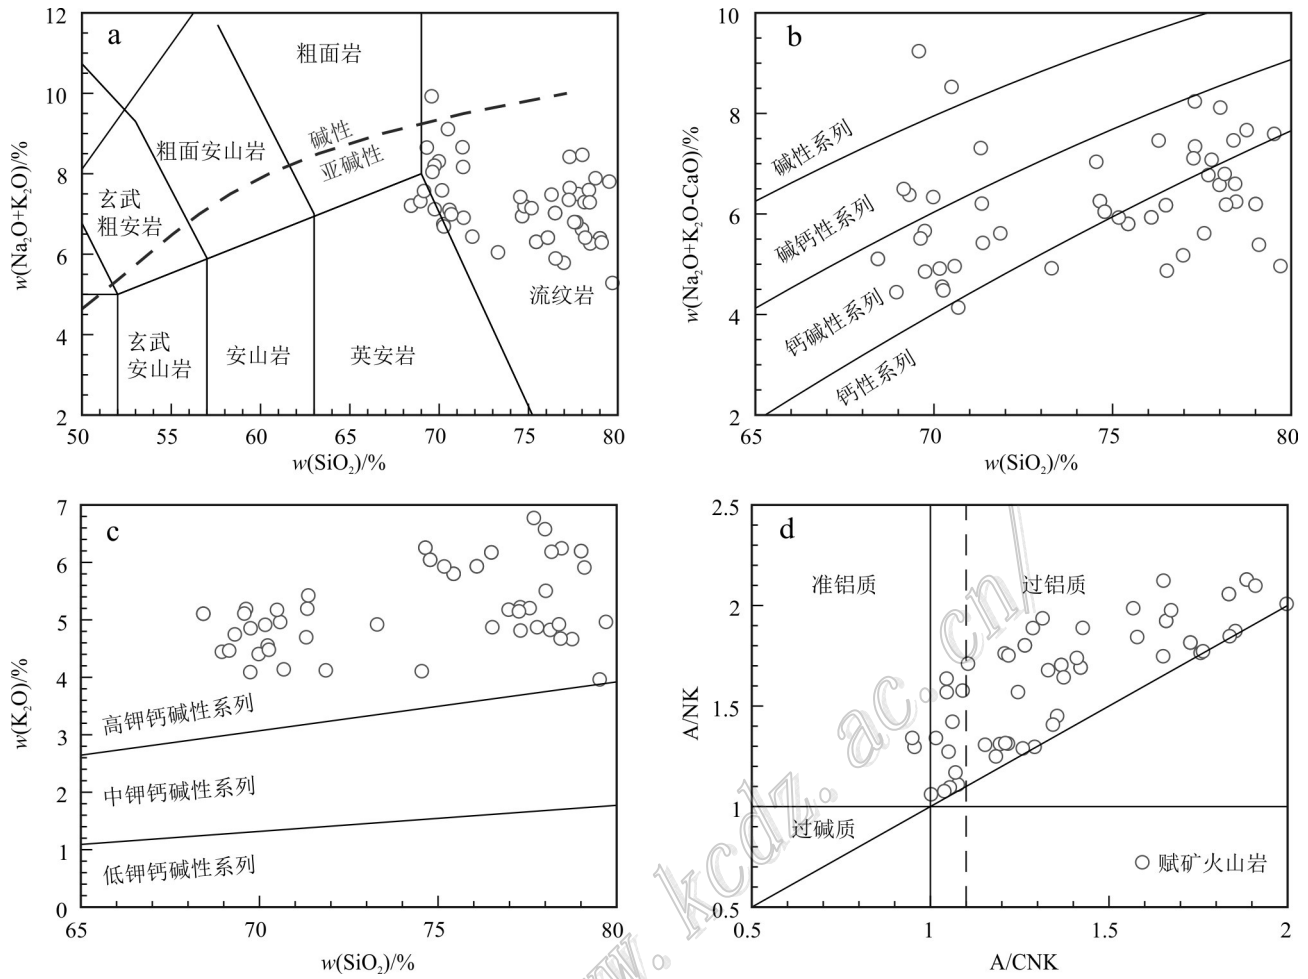 a
12
10
8
6
4
2
w(Na₂O+K₂O)/%
粗面岩
碱性
亚碱性
粗面安山岩
玄武
粗安岩
流纹岩
玄武
安山岩
安山岩
英安岩
50
55
60
65
70
75
80
w(SiO₂)/%
b
10
8
6
4
2
w(Na₂O+K₂O-CaO)/%
碱性系列
碱钙性系列
钙碱性系列
钙性系列
65
70
75
80
w(SiO₂)/%
c
7
6
5
4
3
2
1
0
w(K₂O)/%
高钾钙碱性系列
中钾钙碱性系列
低钾钙碱性系列
65
70
75
80
w(SiO₂)/%
d
2.5
2
1.5
1
0.5
A/NK
准铝质
过铝质
过碱质
赋矿火山岩
0.5
1
1.5
2
A/CNK
w. kcdz. ac. cn/